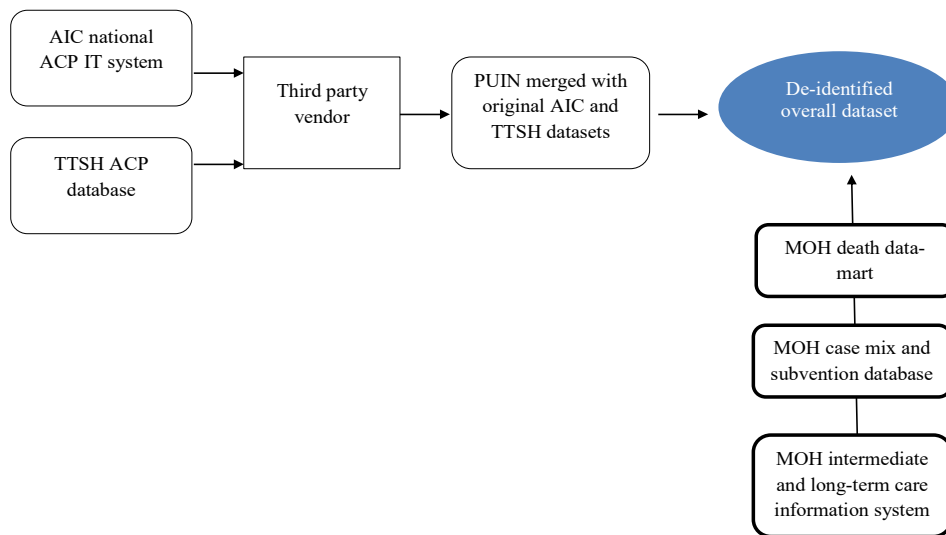 AIC national
ACP IT system
TTSH ACP
database
Third party
vendor
PUIN merged with
original AIC and
TTSH datasets
De-identified
overall dataset
MOH death data-
mart
MOH case mix and
subvention database
MOH intermediate
and long-term care
information system